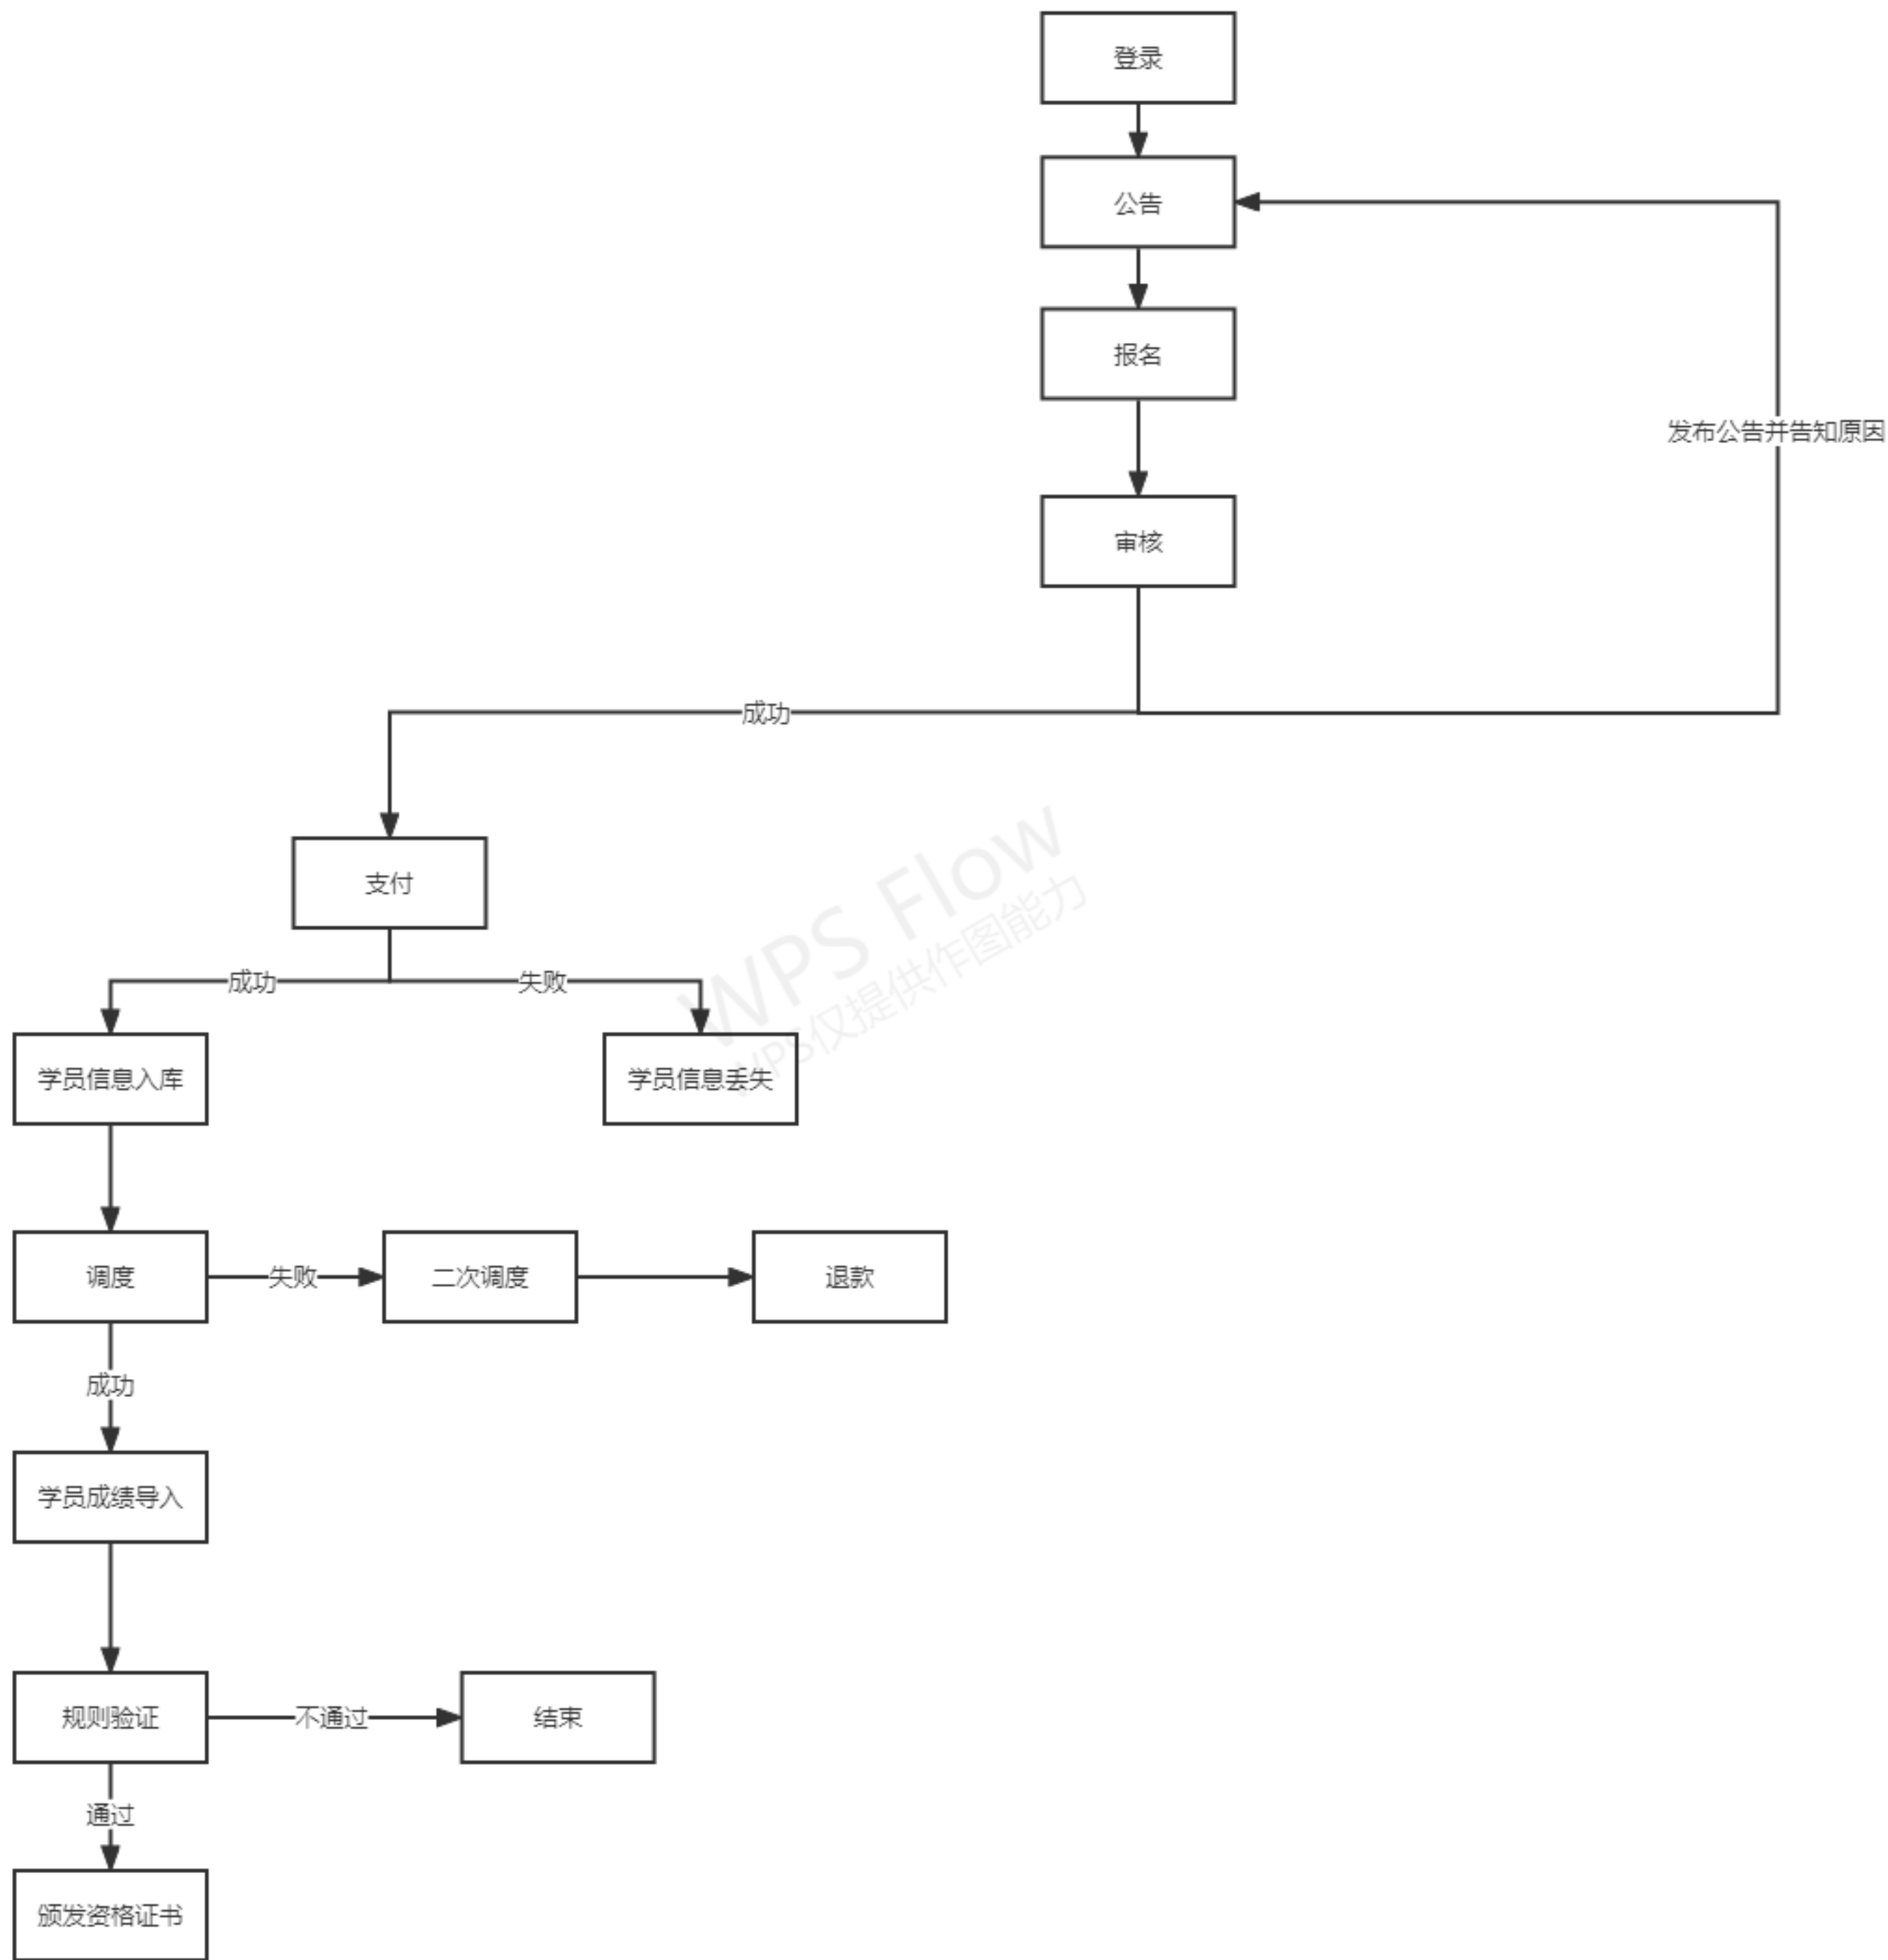 登录
公告
报名
发布公告并告知原因
审核
成功
支付
WPS Flow
WPS仅提供作图能力
成功
失败
学员信息入库
学员信息丢失
调度
失败
二次调度
退款
成功
学员成绩导入
规则验证
不通过
结束
通过
颁发资格证书